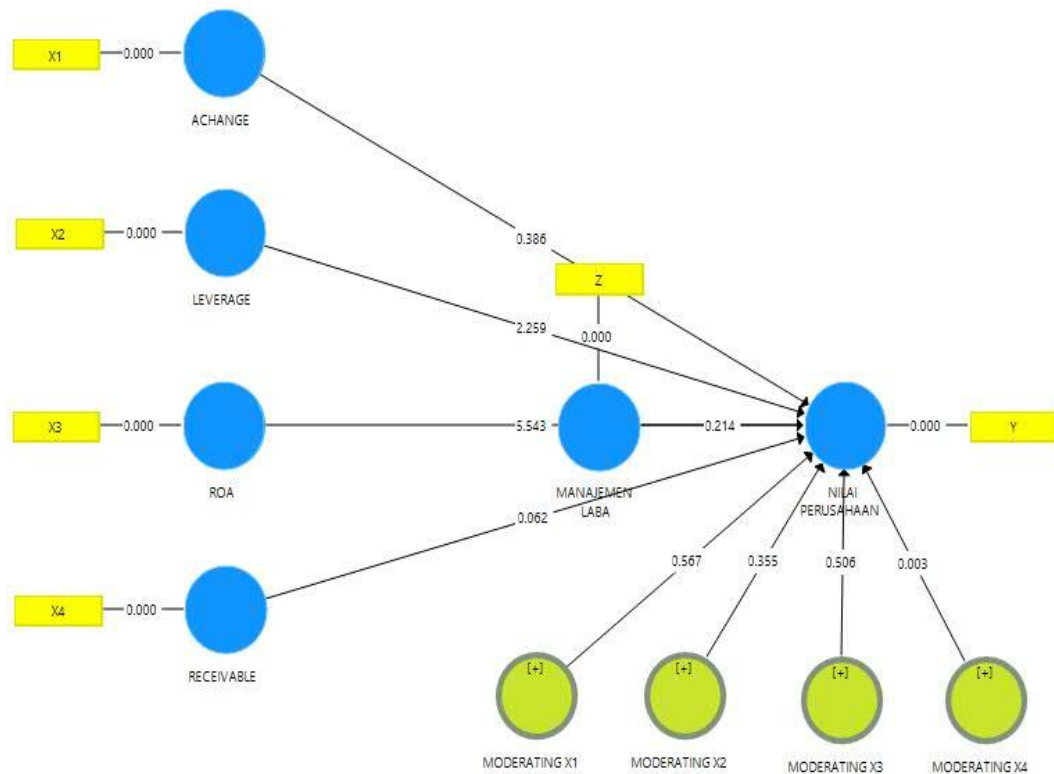 X1
0.000
ACHANGE
X2
0.000
LEVERAGE
0.386
Z
2.259
0.000
X3
0.000
ROA
5.543
MANAJEMEN
LABA
0.214
NILAI
PERUSAHAAN
0.000
Y
0.062
X4
0.000
RECEIVABLE
0.567
0.355
0.506
0.003
[+]
[+]
[+]
[+]
MODERATING X1
MODERATING X2
MODERATING X3
MODERATING X4